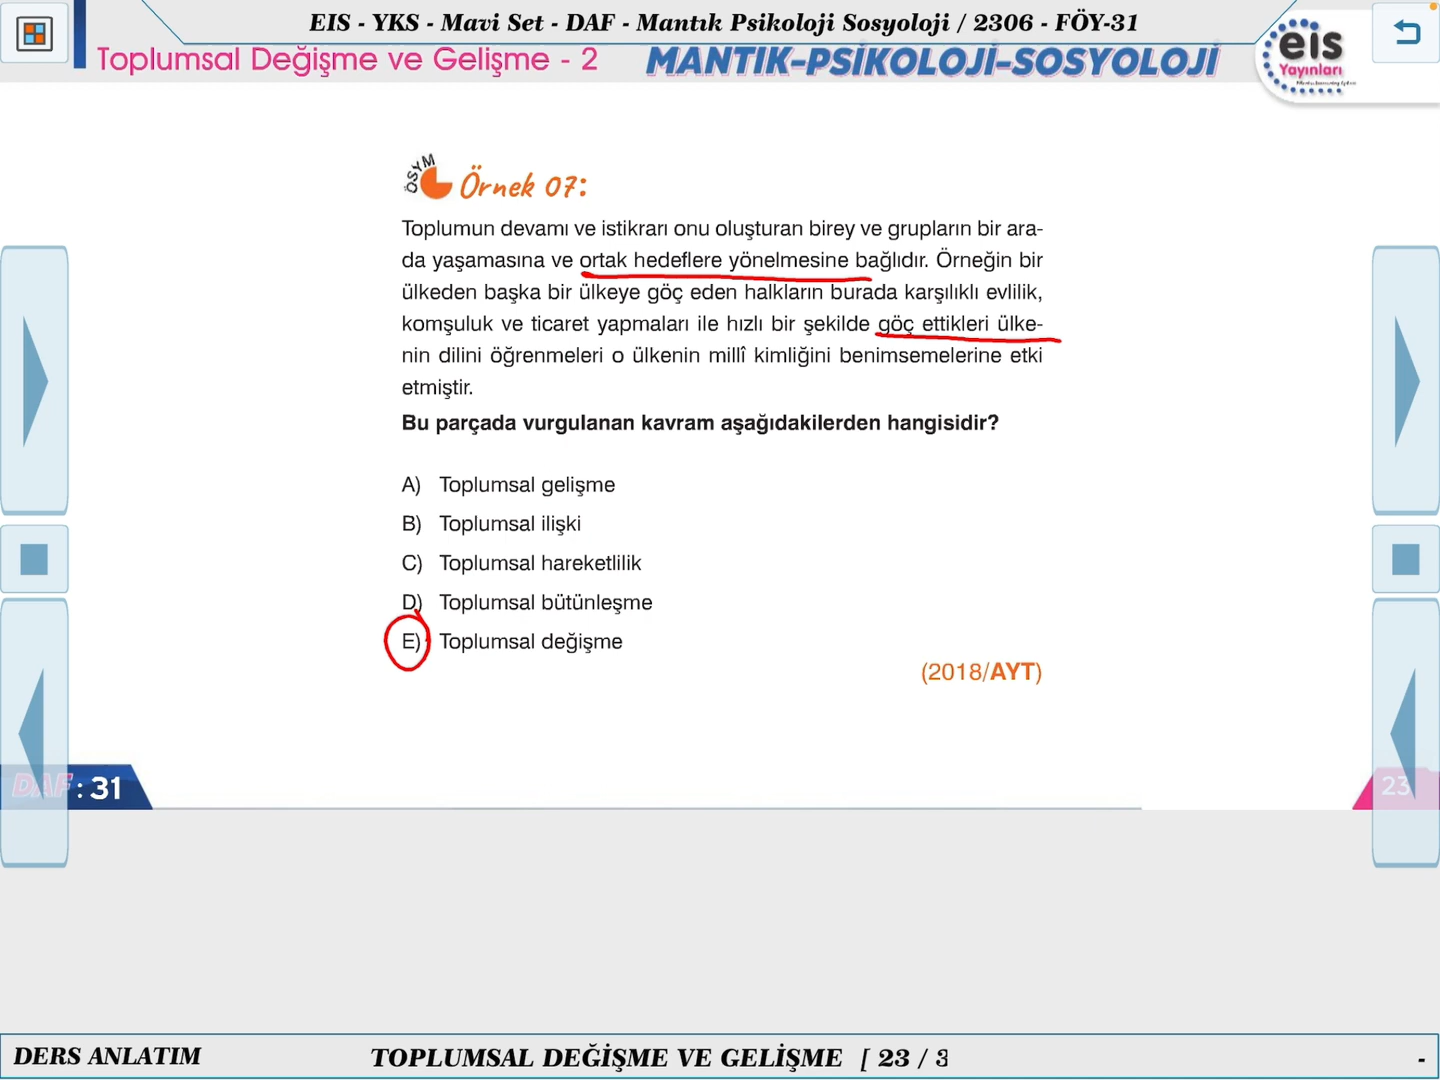 EIS - YKS - Mavi Set - DAF - Mantık Psikoloji Sosyoloji / 2306 - FÖY-31
Toplumsal Değişme ve Gelişme - 2
MANTIK-PSİKOLOJİ-SOSYOLOJİ
eis
Yayınları
ÖSYM
Örnek 07:
Toplumun devamı ve istikrarı onu oluşturan birey ve grupların bir ara-
da yaşamasına ve ortak hedeflere yönelmesine bağlıdır. Örneğin bir
ülkeden başka bir ülkeye göç eden halkların burada karşılıklı evlilik,
komşuluk ve ticaret yapmaları ile hızlı bir şekilde göç ettikleri ülke-
nin dilini öğrenmeleri o ülkenin millî kimliğini benimsemelerine etki
etmiştir.
Bu parçada vurgulanan kavram aşağıdakilerden hangisidir?
A) Toplumsal gelişme
B) Toplumsal ilişki
C) Toplumsal hareketlilik
D) Toplumsal bütünleşme
E) Toplumsal değişme
(2018/AYT)
DAF : 31
23
DERS ANLATIM
TOPLUMSAL DEĞİŞME VE GELİŞME [ 23 / 3
-